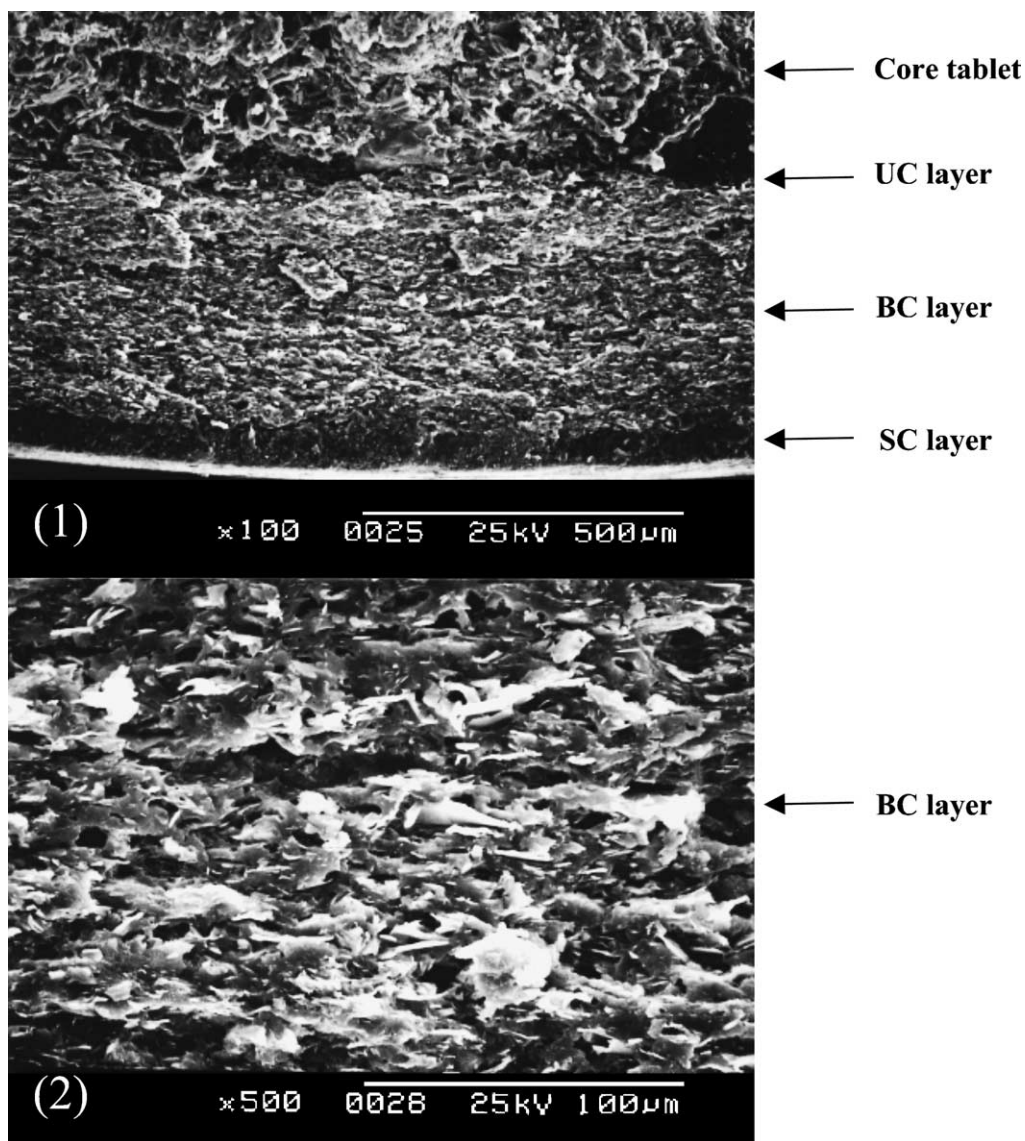 Core tablet
UC layer
BC layer
SC layer
(1) ×100 0025 25kV 500µm
BC layer
(2) ×500 0028 25kV 100µm